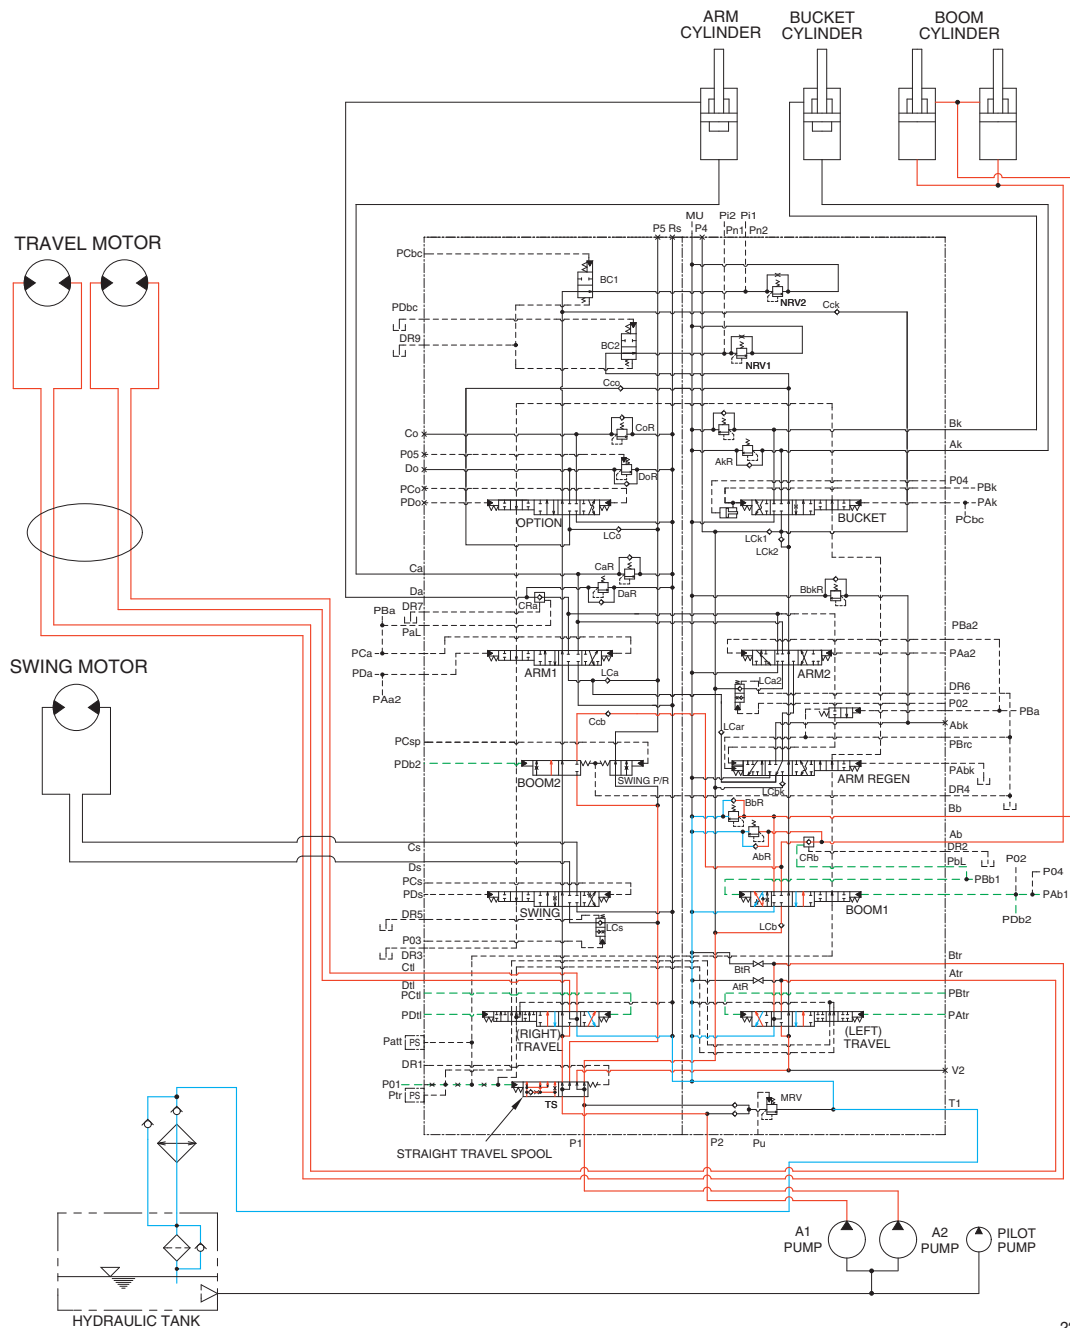 ARM
CYLINDER
BUCKET
CYLINDER
BOOM
CYLINDER
TRAVEL MOTOR
SWING MOTOR
P5 Rs
MU
P4
Pi2 Pi1
Pn1 Pn2
PCbc
BC1
NRV2
Cck
PDbc
DR9
BC2
NRV1
Cco
Co
CoR
Bk
Ak
P05
Do
DoR
AkR
P04
PCo
PDo
PBk
PAk
PCbc
OPTION
BUCKET
LCo
LCk1
LCk2
Ca
CaR
Da
DaR
CRa
BbkR
PBa
DR7
PaL
PBa2
PCa
PAa2
PDa
PAa2
ARM1
ARM2
LCa
LCa2
DR6
P02
PBa
Ccb
LCar
Abk
PCsp
PBrc
PDb2
BOOM2
SWING P/R
ARM REGEN
PAbk
LCbk
DR4
BbR
Bb
Cs
AbR
CRb
Ab
DR2
PbL
P02
P04
Ds
PCs
PDs
PBb1
PAb1
PDb2
SWING
BOOM1
DR5
LCs
LCb
P03
DR3
Ctl
BtR
Btr
Dtl
AtR
Atr
PCtl
PBtr
PDtl
PAtr
(RIGHT)
TRAVEL
(LEFT)
TRAVEL
Patt
PS
DR1
P01
V2
Ptr
PS
TS
MRV
T1
STRAIGHT TRAVEL SPOOL
P1
P2
Pu
A1
PUMP
A2
PUMP
PILOT
PUMP
HYDRAULIC TANK